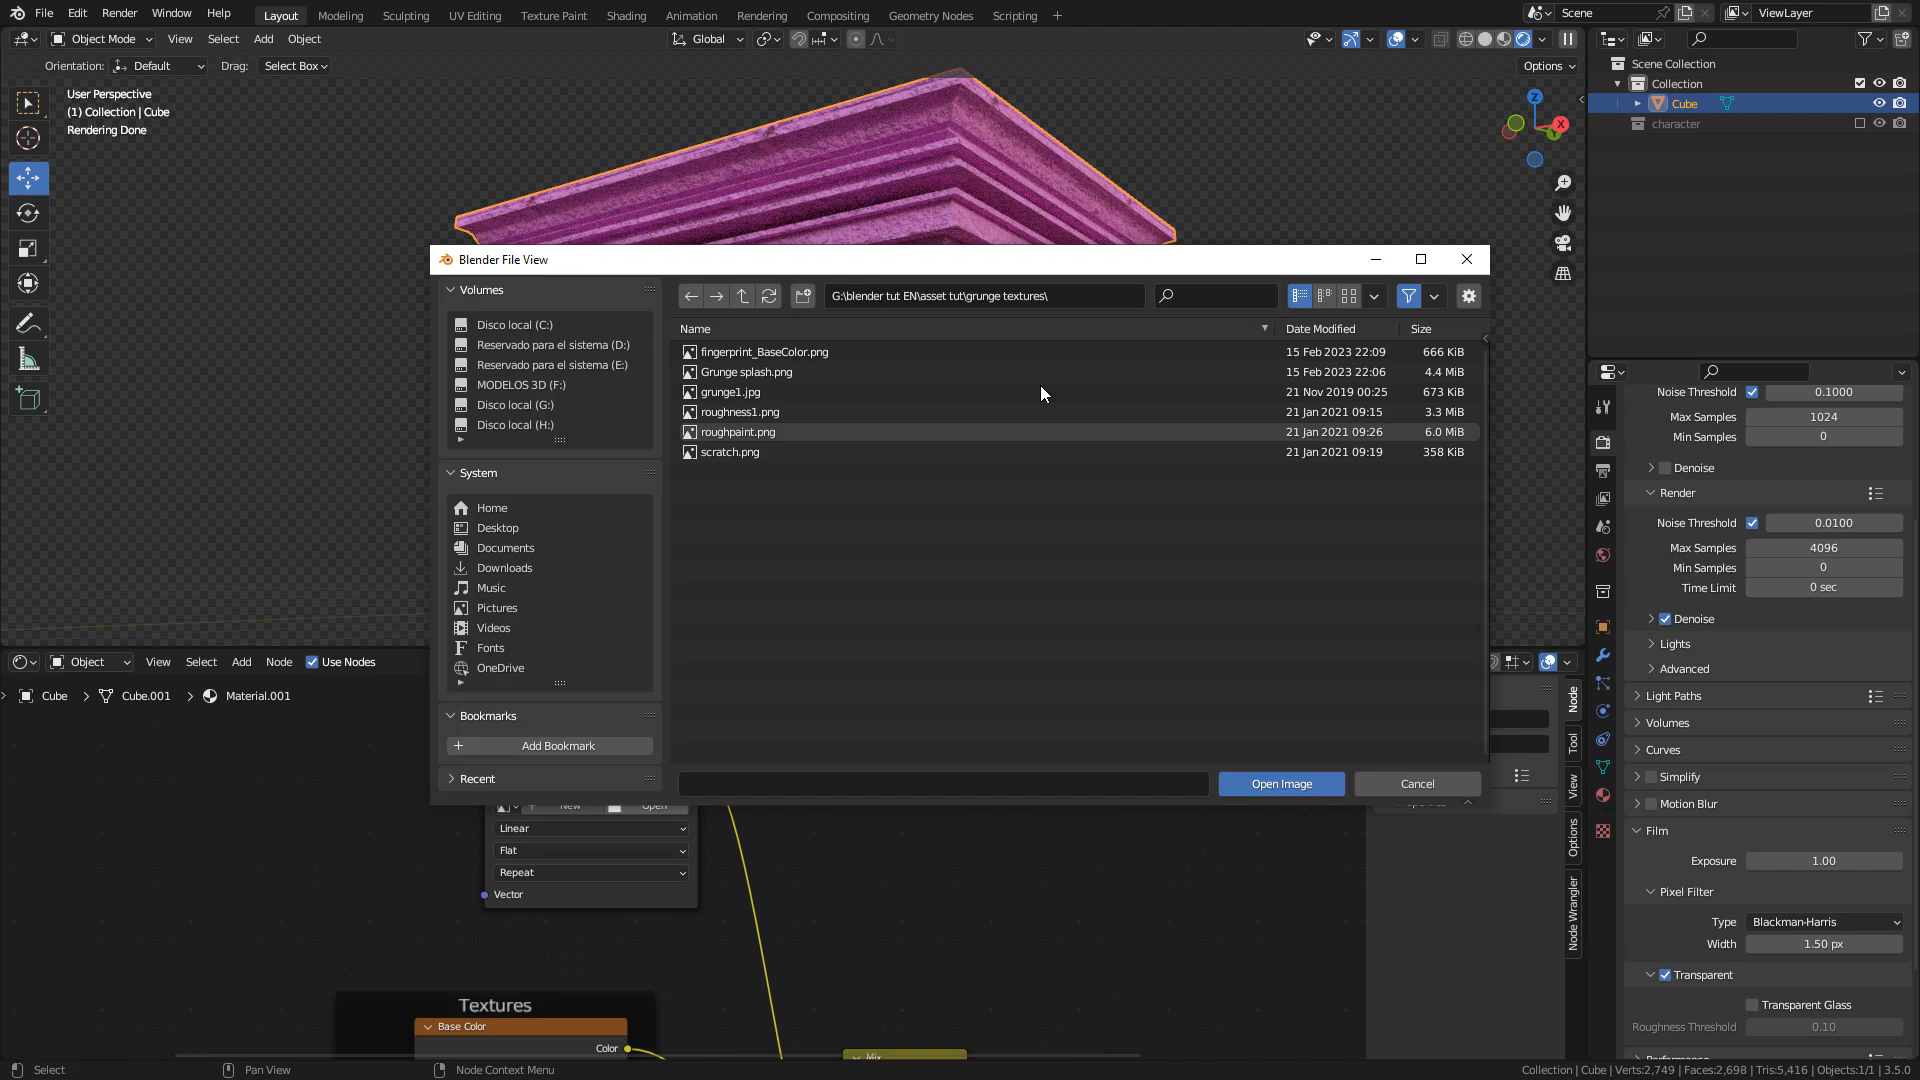 File Edit Render Window Help Layout Modeling Sculpting UV Editing Texture Paint Shading Animation Rendering Compositing Geometry Nodes Scripting + Scene ViewLayer
Object Mode View Select Add Object Global
Orientation: Default Drag: Select Box Options
User Perspective
(1) Collection | Cube
Rendering Done
Z
X
Y
Scene Collection
Collection
Cube
character
Blender File View
Volumes
Disco local (C:)
Reservado para el sistema (D:)
Reservado para el sistema (E:)
MODELOS 3D (F:)
Disco local (G:)
Disco local (H:)
System
Home
Desktop
Documents
Downloads
Music
Pictures
Videos
Fonts
OneDrive
Bookmarks
Add Bookmark
Recent
G:\blender tut EN\asset tut\grunge textures\
Name Date Modified Size
fingerprint_BaseColor.png 15 Feb 2023 22:09 666 KiB
Grunge splash.png 15 Feb 2023 22:06 4.4 MiB
grunge1.jpg 21 Nov 2019 00:25 673 KiB
roughness1.png 21 Jan 2021 09:15 3.3 MiB
roughpaint.png 21 Jan 2021 09:26 6.0 MiB
scratch.png 21 Jan 2021 09:19 358 KiB
Open Image Cancel
Object View Select Add Node Use Nodes
Cube > Cube.001 > Material.001
New Open
Linear
Flat
Repeat
Vector
Textures
Base Color
Color
Mix
Properties
Node
Tool
View
Options
Node Wrangler
Noise Threshold 0.1000
Max Samples 1024
Min Samples 0
Denoise
Render
Noise Threshold 0.0100
Max Samples 4096
Min Samples 0
Time Limit 0 sec
Denoise
Lights
Advanced
Light Paths
Volumes
Curves
Simplify
Motion Blur
Film
Exposure 1.00
Pixel Filter
Type Blackman-Harris
Width 1.50 px
Transparent
Transparent Glass
Roughness Threshold 0.10
Performance
Select Pan View Node Context Menu Collection | Cube | Verts:2,749 | Faces:2,698 | Tris:5,416 | Objects:1/1 | 3.5.0